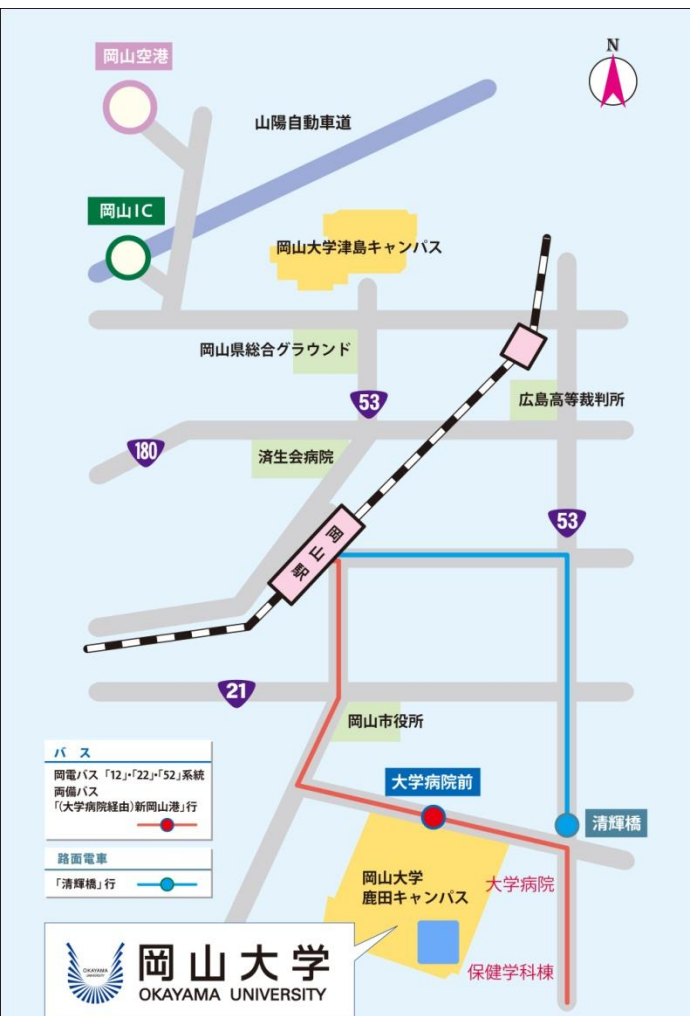 岡山空港
N
山陽自動車道
岡山IC
岡山大学津島キャンパス
岡山県総合グラウンド
53
広島高等裁判所
180
済生会病院
53
岡山駅
21
岡山市役所
バス
岡電バス「12」・「22」・「52」系統
両備バス
「(大学病院経由)新岡山港」行
大学病院前
清輝橋
路面電車
「清輝橋」行
岡山大学
鹿田キャンパス
大学病院
保健学科棟
OKAYAMA
UNIVERSITY
岡山大学
OKAYAMA UNIVERSITY